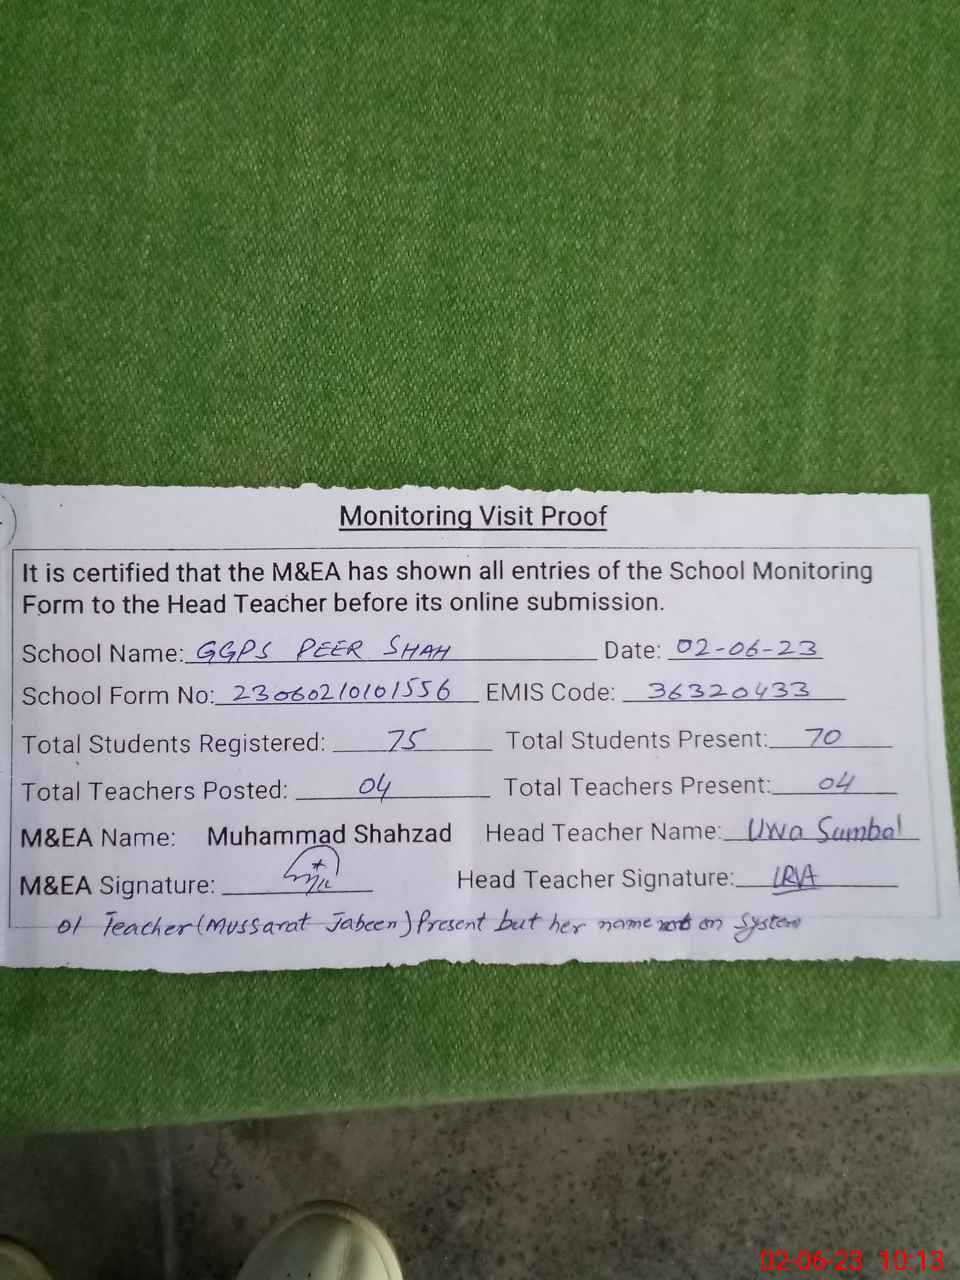 Monitoring Visit Proof
It is certified that the M&EA has shown all entries of the School Monitoring
Form to the Head Teacher before its online submission.
School Name: GGPS PEER SHAH Date: 02-06-23
School Form No: 2306021010101556 EMIS Code: 36320433
Total Students Registered: 75 Total Students Present: 70
Total Teachers Posted: 04 Total Teachers Present: 04
M&EA Name: Muhammad Shahzad Head Teacher Name: Urwa Sumbal
M&EA Signature: Head Teacher Signature:
01 Teacher (Mussarat Jabeen) Present but her name not on System
02-06-23 10:13